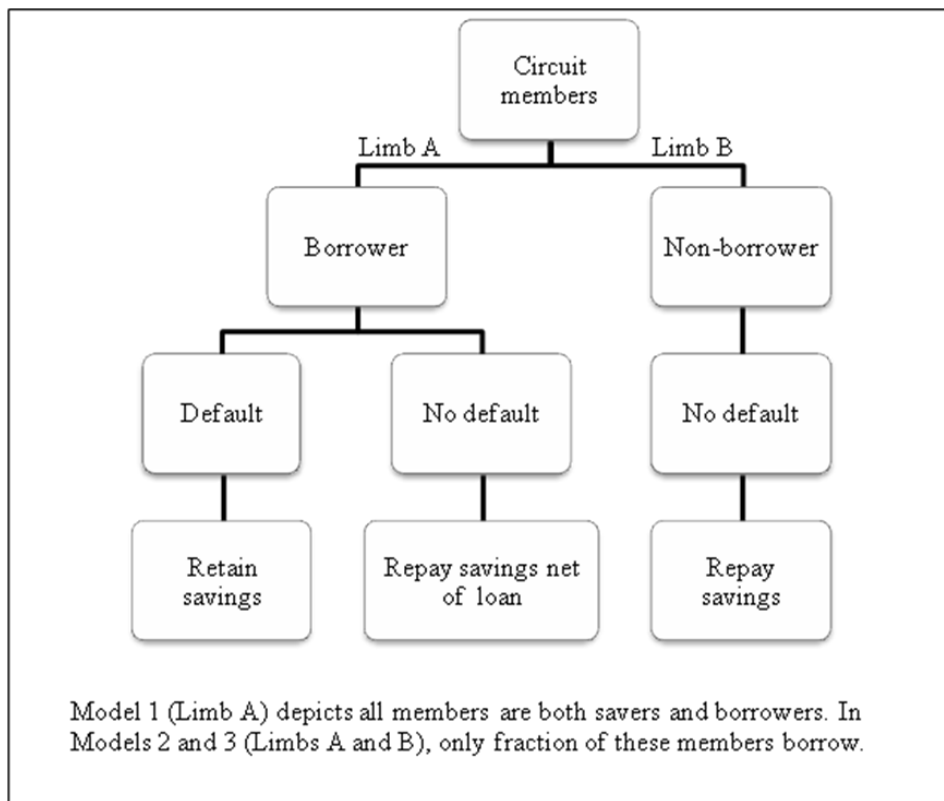 Circuit
members
Limb A
Limb B
Borrower
Non-borrower
Default
No default
No default
Retain
savings
Repay savings net
of loan
Repay
savings
Model 1 (Limb A) depicts all members are both savers and borrowers. In
Models 2 and 3 (Limbs A and B), only fraction of these members borrow.